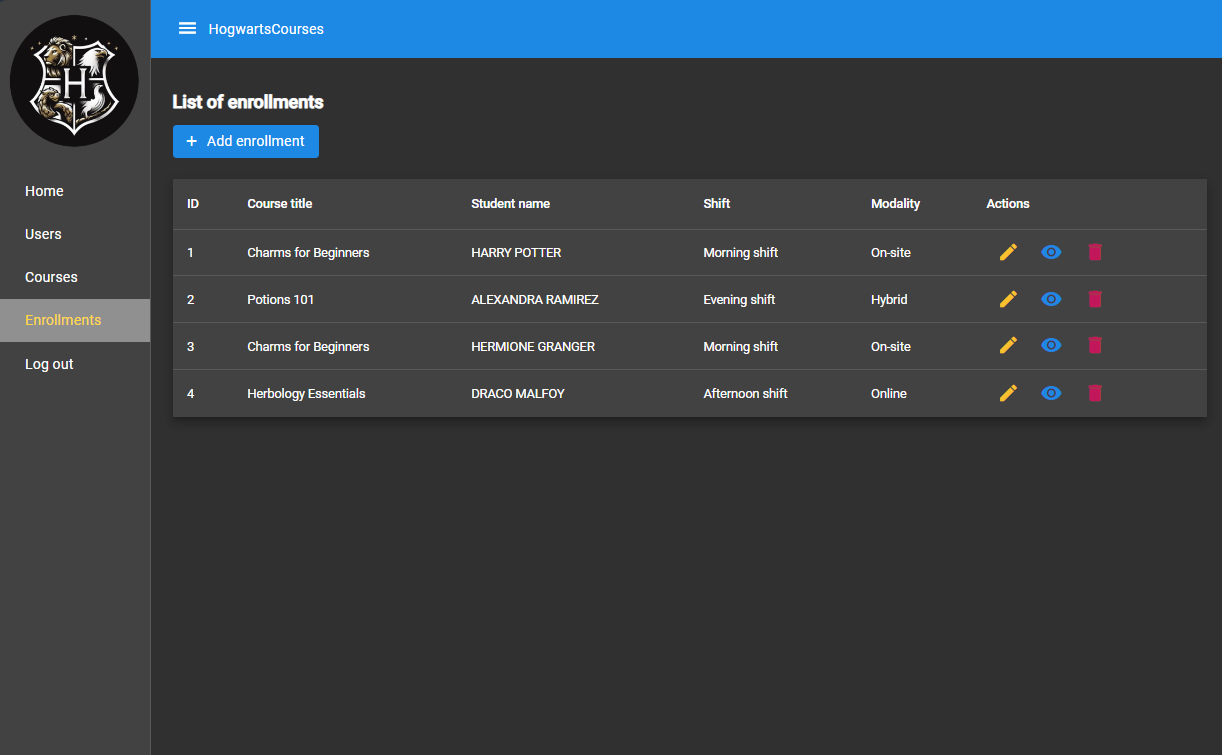 H
HogwartsCourses
Home
Users
Courses
Enrollments
Log out
List of enrollments
+ Add enrollment
ID Course title Student name Shift Modality Actions
1 Charms for Beginners HARRY POTTER Morning shift On-site
2 Potions 101 ALEXANDRA RAMIREZ Evening shift Hybrid
3 Charms for Beginners HERMIONE GRANGER Morning shift On-site
4 Herbology Essentials DRACO MALFOY Afternoon shift Online